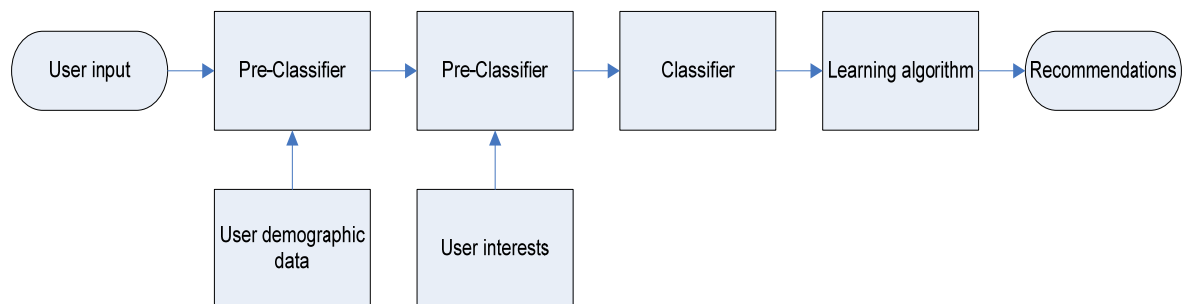 User input
Pre-Classifier
Pre-Classifier
Classifier
Learning algorithm
Recommendations
User demographic
data
User interests